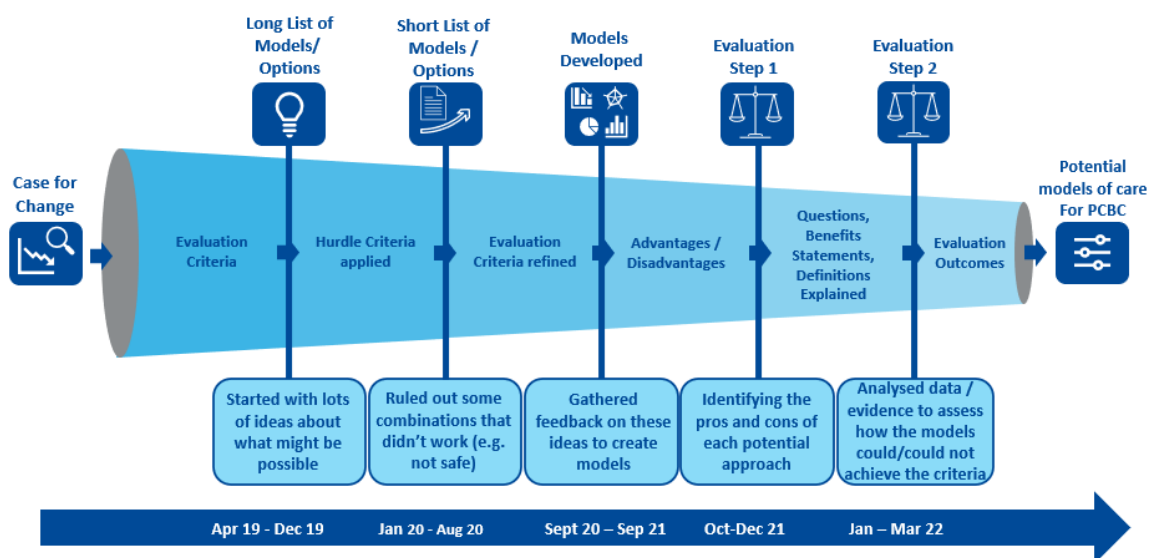 Long List of
Models/
Options
Short List of
Models /
Options
Models
Developed
Evaluation
Step 1
Evaluation
Step 2
Case for
Change
Potential
models of care
For PCBC
Evaluation
Criteria
Hurdle Criteria
applied
Evaluation
Criteria refined
Advantages /
Disadvantages
Questions,
Benefits
Statements,
Definitions
Explained
Evaluation
Outcomes
Started with lots
of ideas about
what might be
possible
Ruled out some
combinations that
didn't work (e.g.
not safe)
Gathered
feedback on these
ideas to create
models
Identifying the
pros and cons of
each potential
approach
Analysed data /
evidence to assess
how the models
could/could not
achieve the criteria
Apr 19 - Dec 19
Jan 20 - Aug 20
Sept 20 – Sep 21
Oct-Dec 21
Jan – Mar 22